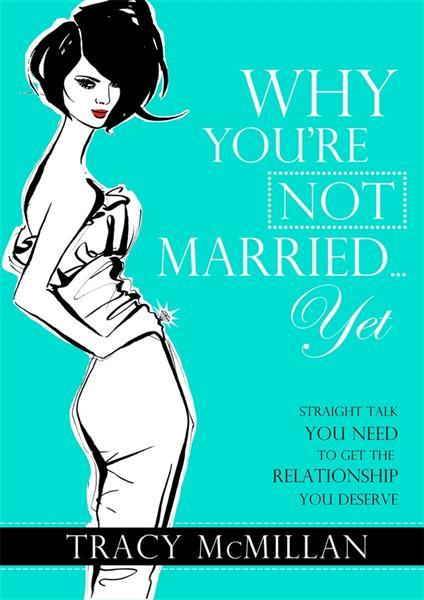 WHY
YOU'RE
NOT
MARRIED...
Yet
STRAIGHT TALK
YOU NEED
TO GET THE
RELATIONSHIP
YOU DESERVE
TRACY McMILLAN